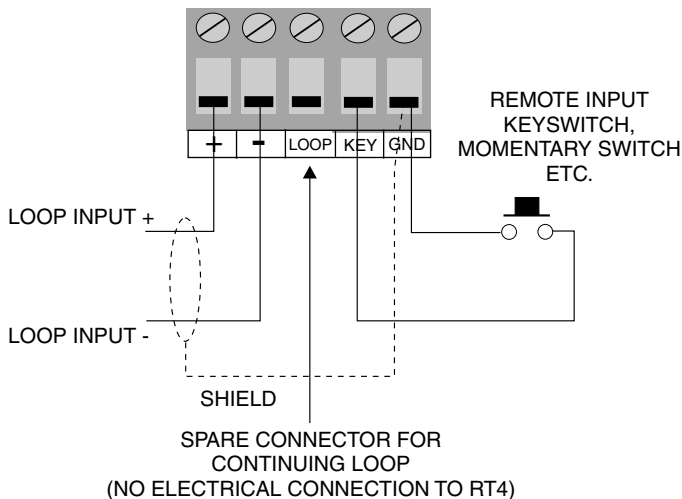 + - LOOP KEY GND
REMOTE INPUT
KEYSWITCH,
MOMENTARY SWITCH
ETC.
LOOP INPUT +
LOOP INPUT -
SHIELD
SPARE CONNECTOR FOR
CONTINUING LOOP
(NO ELECTRICAL CONNECTION TO RT4)